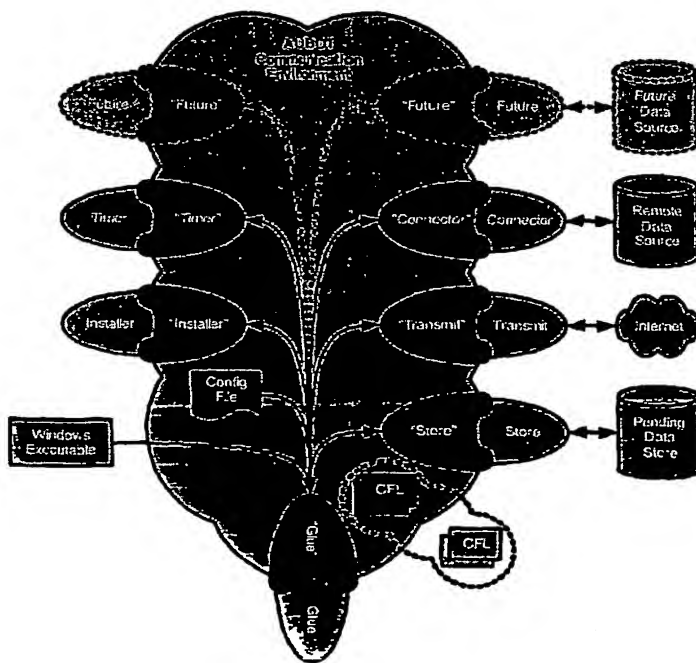 Communication
Environment
Future
"Future"
"Future"
Future
Future
Data
Source
Timer
"Timer"
"Connector"
Connector
Remote
Data
Source
Installer
"Installer"
"Transmit"
Transmit
Internet
Config
File
Windows
Executable
"Store"
Store
Pending
Data
Store
CFL
CFL
"Glue"
Glue